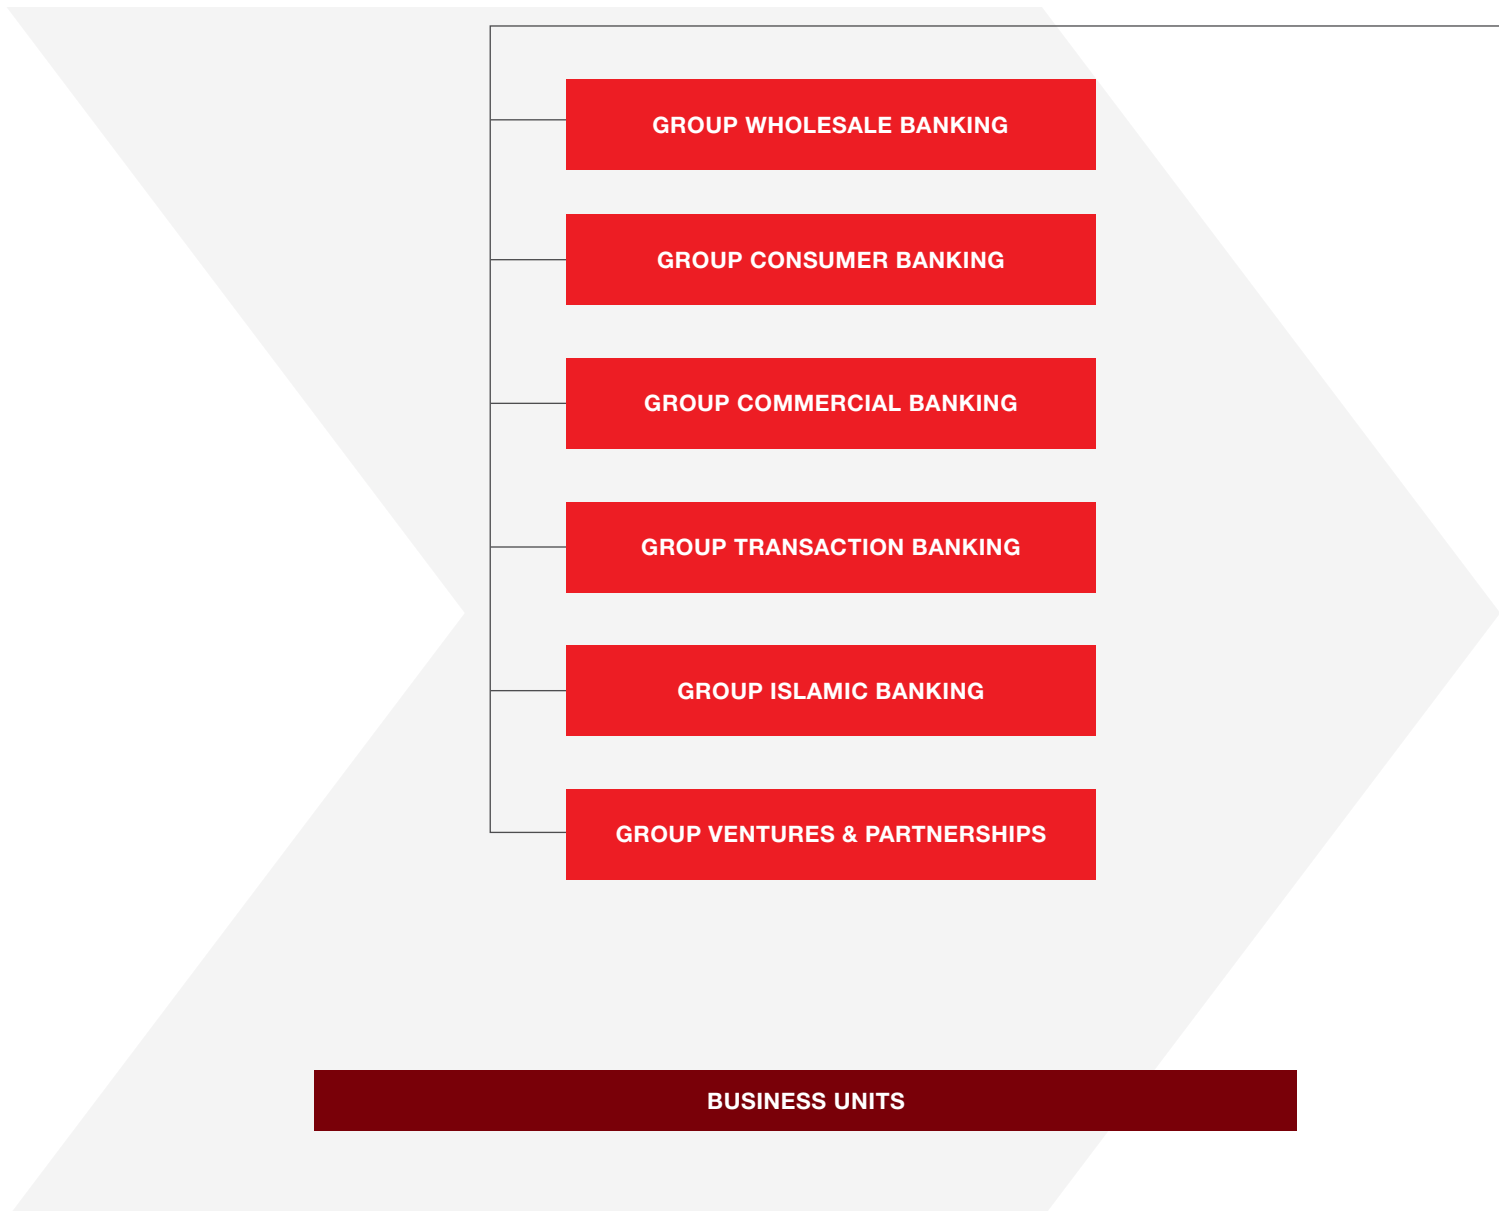 GROUP WHOLESALE BANKING
GROUP CONSUMER BANKING
GROUP COMMERCIAL BANKING
GROUP TRANSACTION BANKING
GROUP ISLAMIC BANKING
GROUP VENTURES & PARTNERSHIPS
BUSINESS UNITS